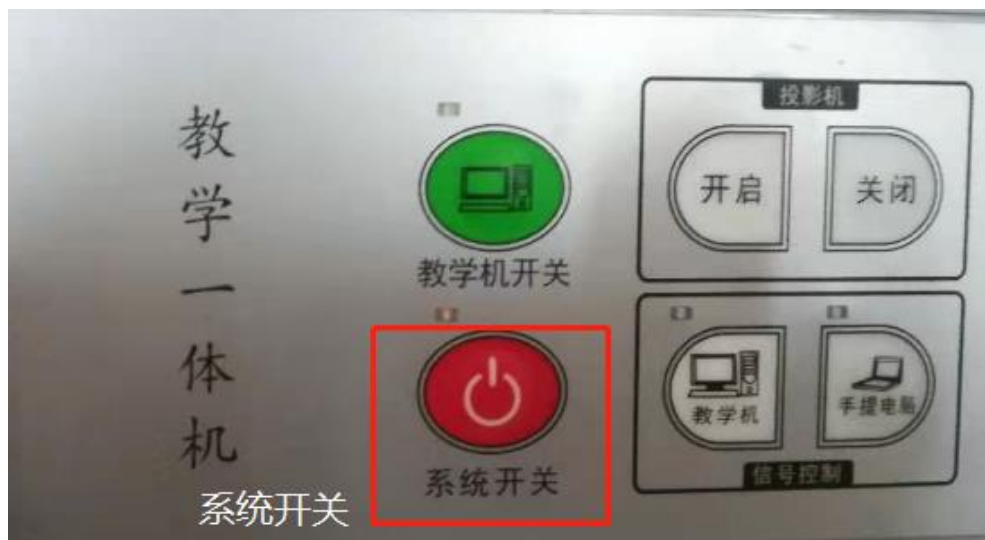 教学一体机
教学机开关
系统开关
系统开关
投影机
开启
关闭
教学机
手提电脑
信号控制